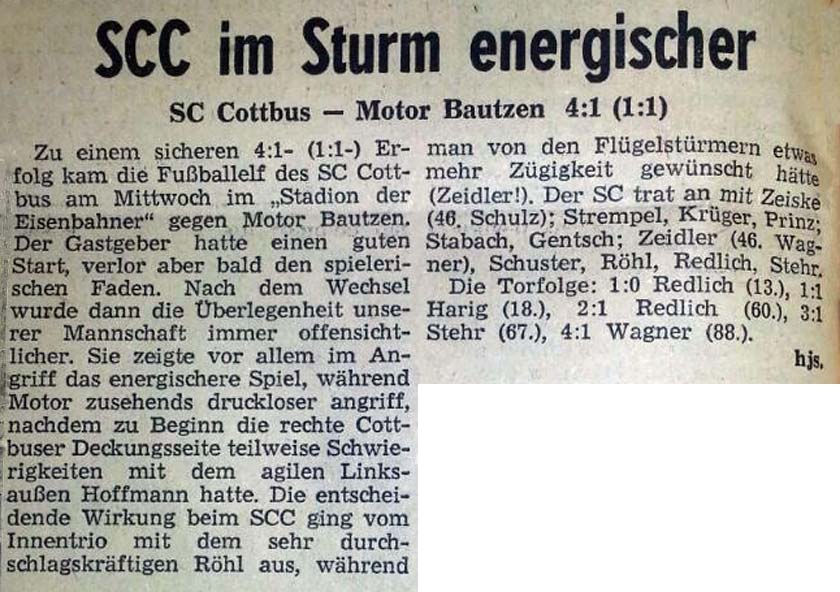 SCC im Sturm energischer
SC Cottbus — Motor Bautzen 4:1 (1:1)
Zu einem sicheren 4:1- (1:1-) Er-
folg kam die Fußballelf des SC Cott-
bus am Mittwoch im „Stadion der
Eisenbahner“ gegen Motor Bautzen.
Der Gastgeber hatte einen guten
Start, verlor aber bald den spieleri-
schen Faden. Nach dem Wechsel
wurde dann die Überlegenheit unse-
rer Mannschaft immer offensicht-
licher. Sie zeigte vor allem im An-
griff das energischere Spiel, während
Motor zusehends druckloser angriff,
nachdem zu Beginn die rechte Cott-
buser Deckungsseite teilweise Schwie-
rigkeiten mit dem agilen Links-
außen Hoffmann hatte. Die entschei-
dende Wirkung beim SCC ging vom
Innentrio mit dem sehr durch-
schlagskräftigen Röhl aus, während
man von den Flügelstürmern etwas
mehr Zügigkeit gewünscht hätte
(Zeidler!). Der SC trat an mit Zeiske
(46. Schulz); Strempel, Krüger, Prinz;
Stabach, Gentsch; Zeidler (46. Wag-
ner), Schuster, Röhl, Redlich, Stehr.
Die Torfolge: 1:0 Redlich (13.), 1:1
Harig (18.), 2:1 Redlich (60.), 3:1
Stehr (67.), 4:1 Wagner (88.).
hjs.